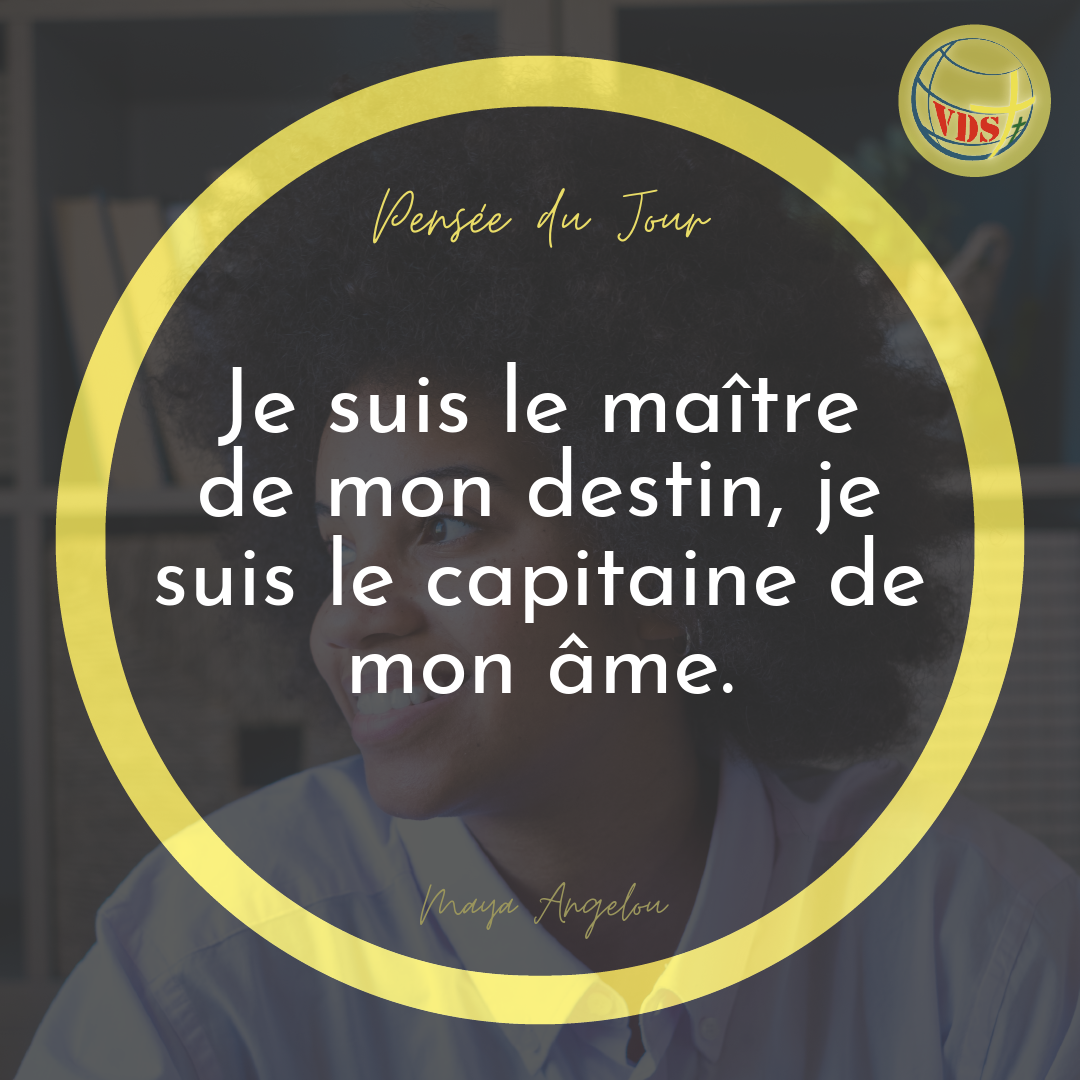 VDS
Pensée du Jour
Je suis le maître
de mon destin, je
suis le capitaine de
mon âme.
Maya Angelou